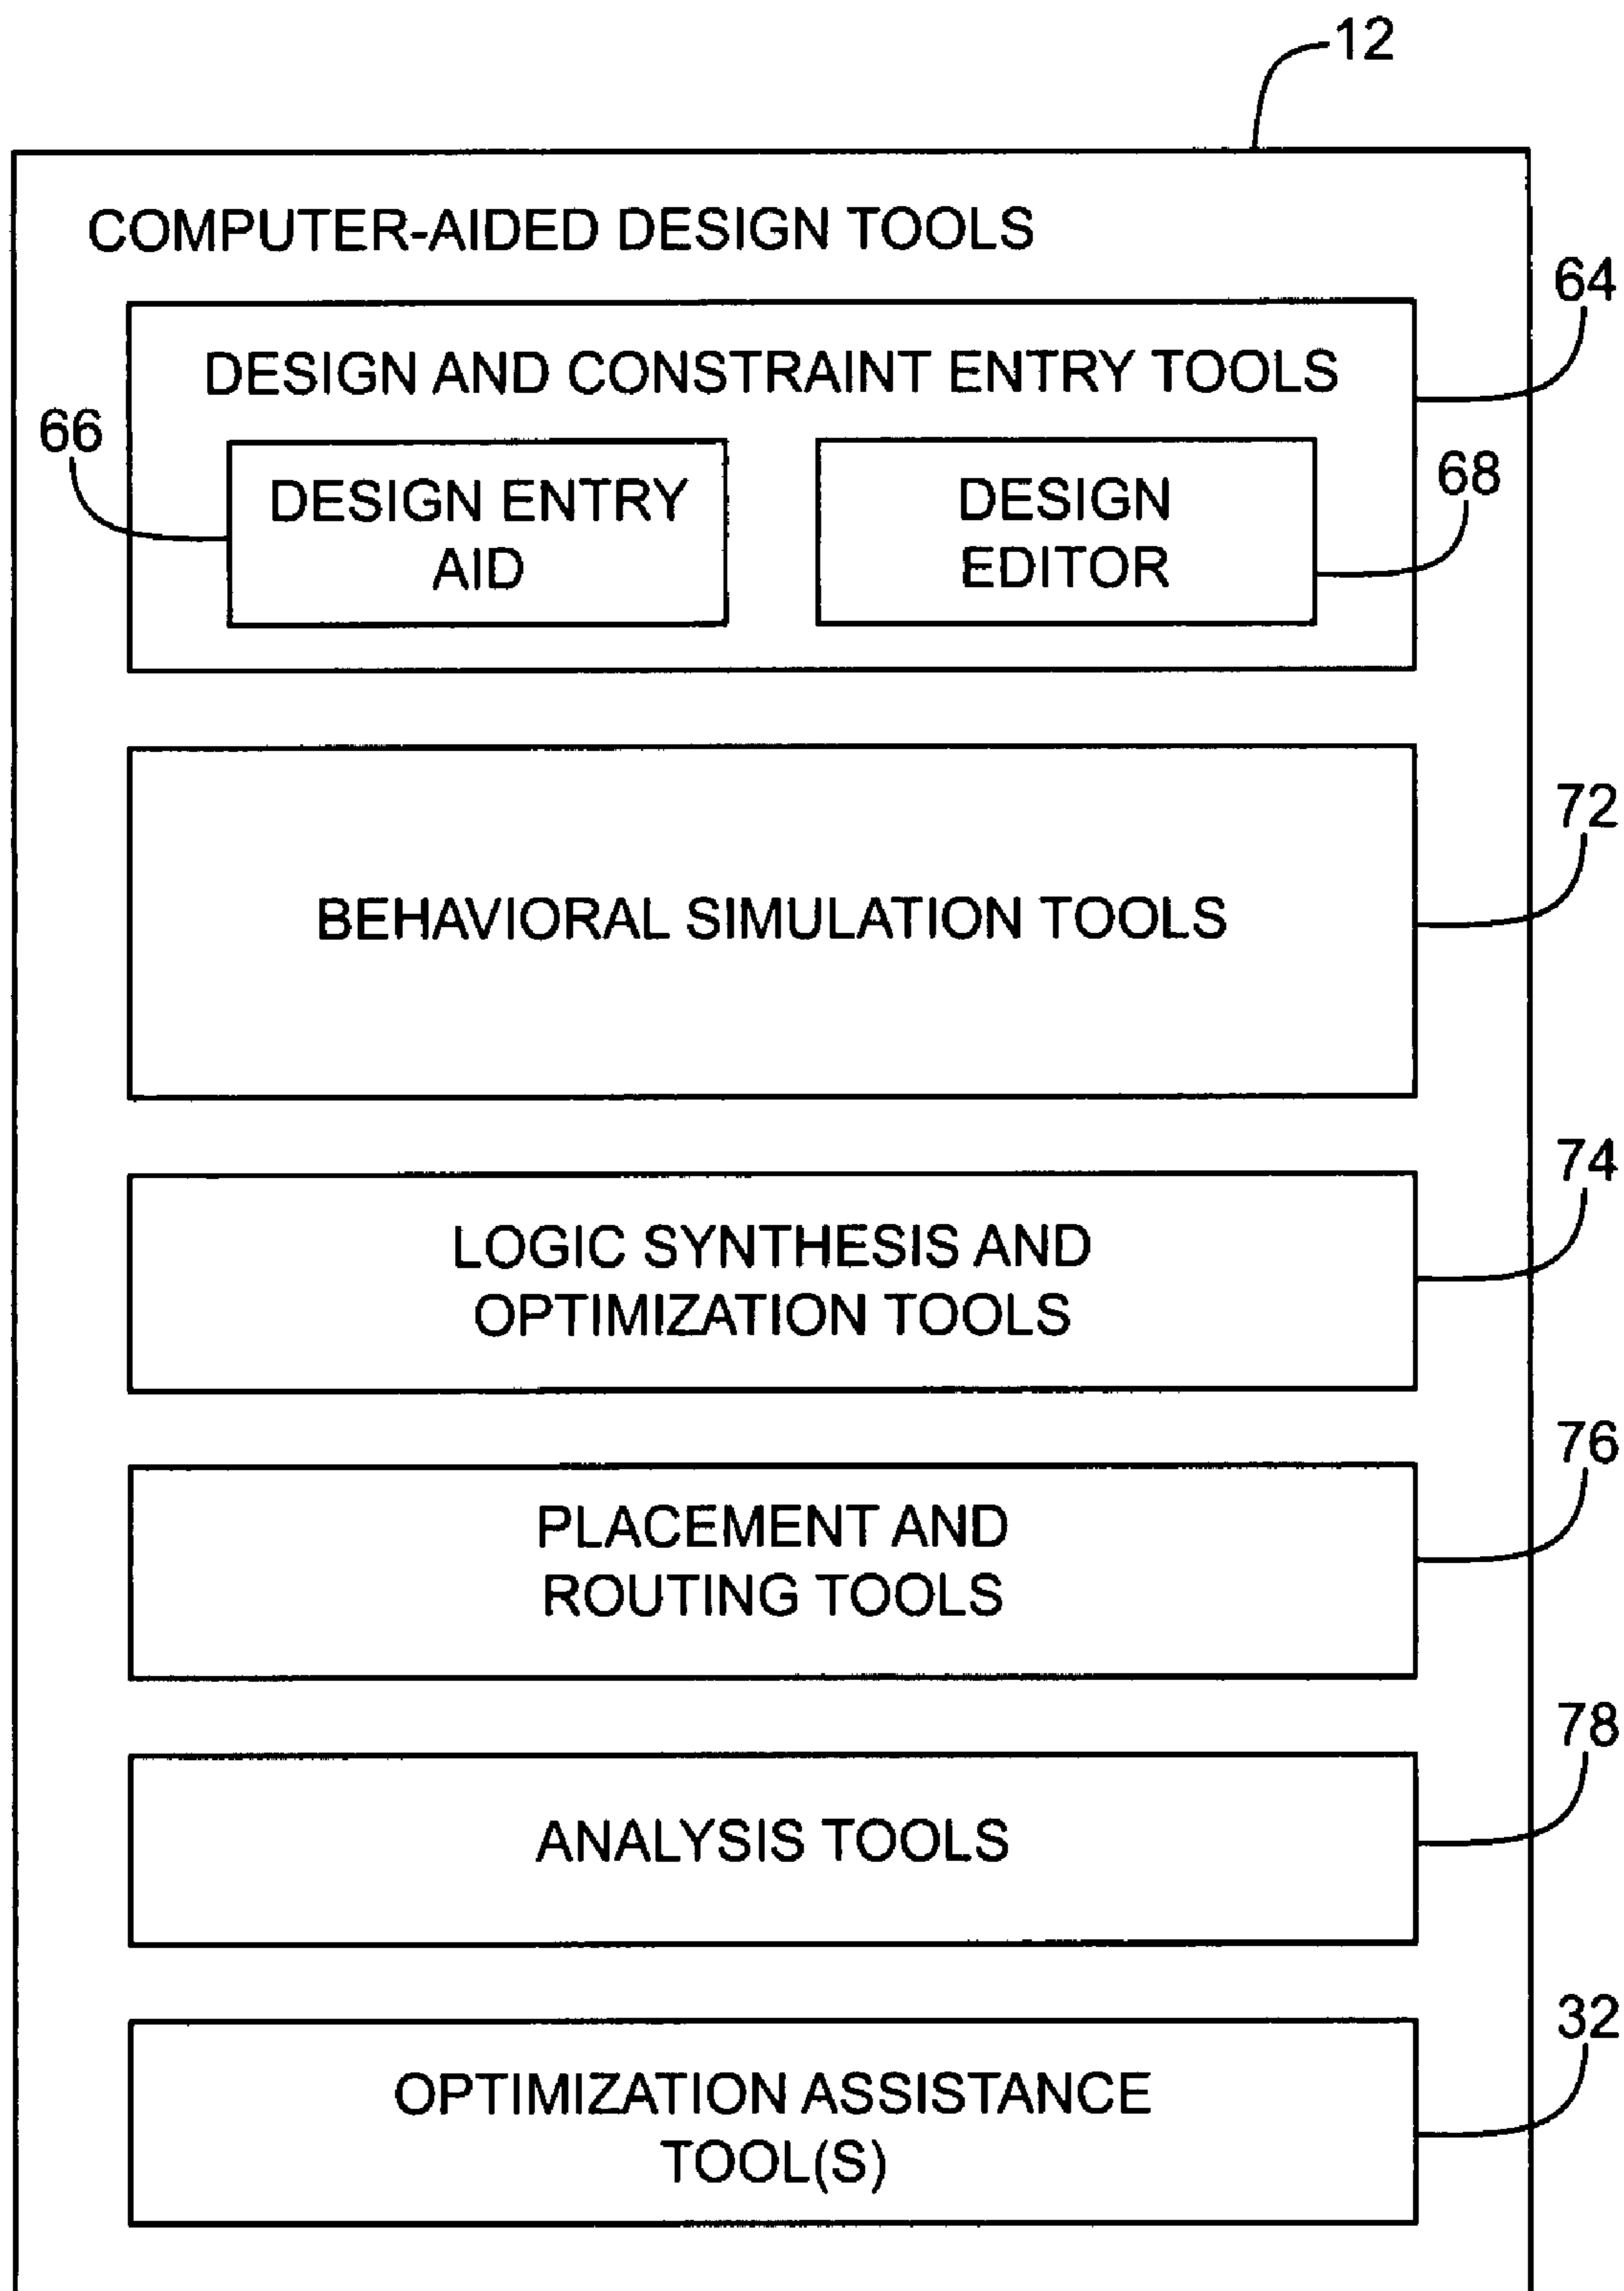 12
COMPUTER-AIDED DESIGN TOOLS
64
DESIGN AND CONSTRAINT ENTRY TOOLS
66
DESIGN ENTRY
AID
DESIGN
EDITOR
68
72
BEHAVIORAL SIMULATION TOOLS
74
LOGIC SYNTHESIS AND
OPTIMIZATION TOOLS
76
PLACEMENT AND
ROUTING TOOLS
78
ANALYSIS TOOLS
32
OPTIMIZATION ASSISTANCE
TOOL(S)